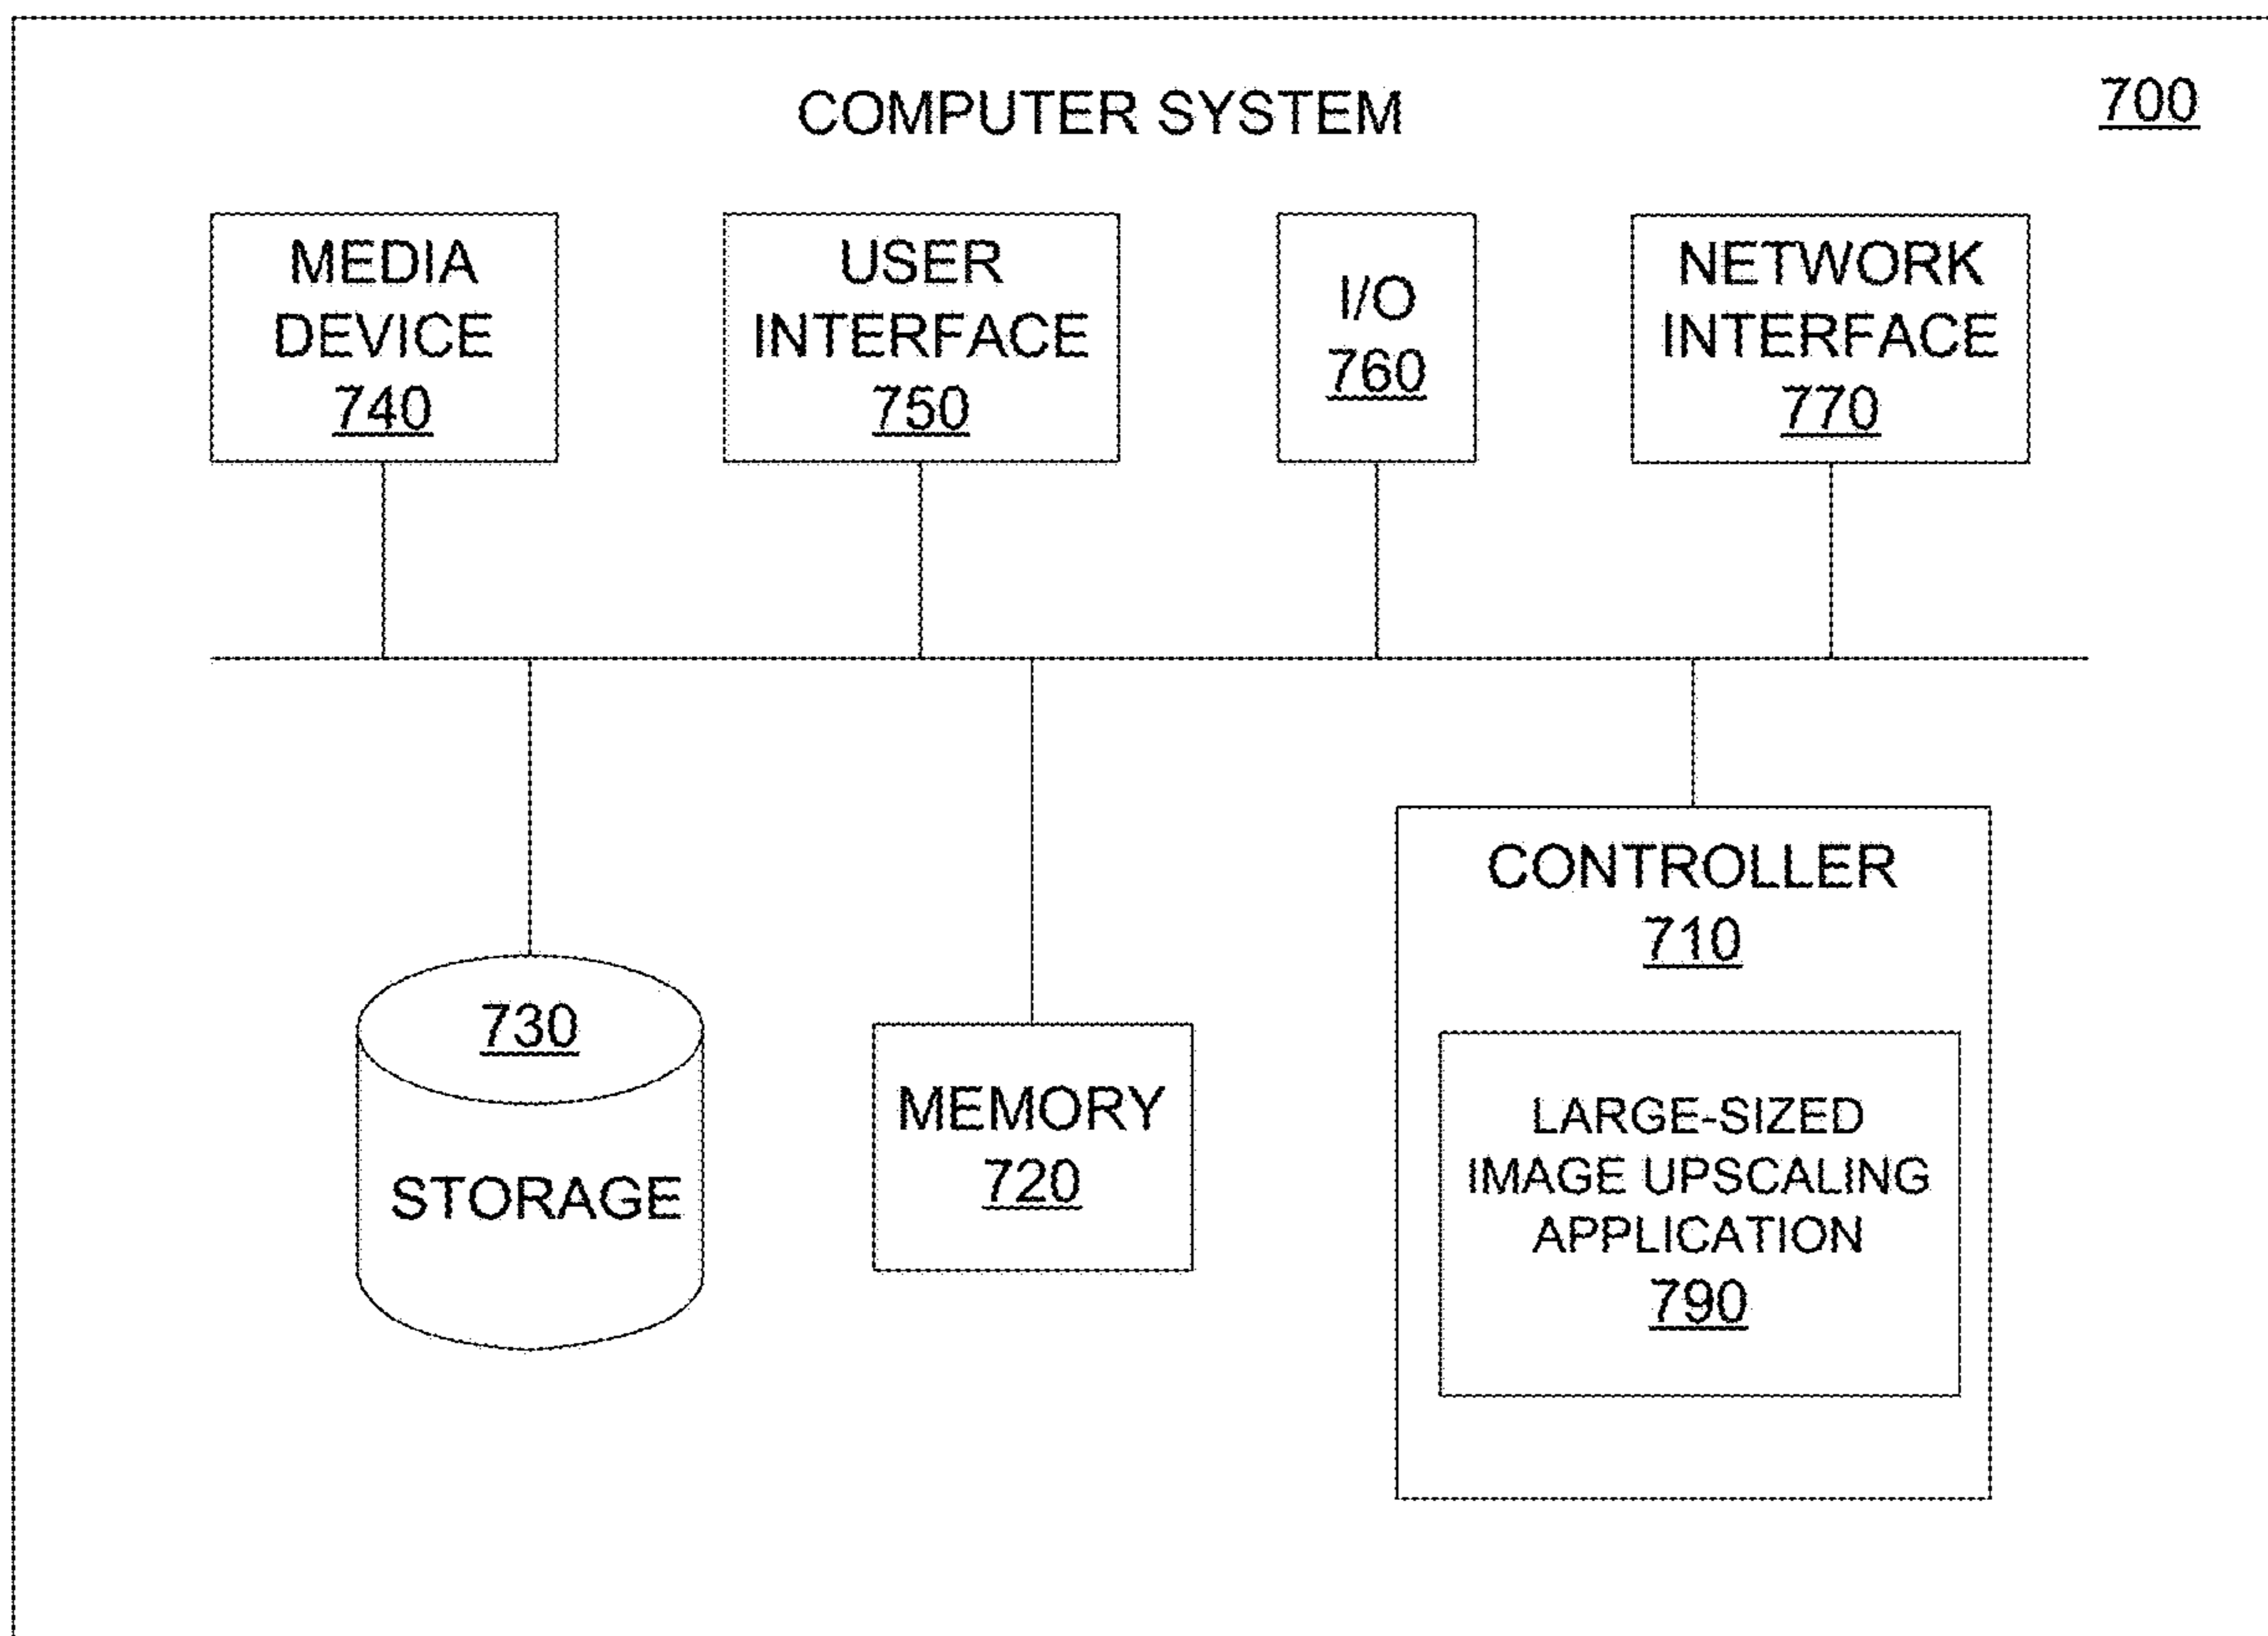 COMPUTER SYSTEM
700
MEDIA
DEVICE
740
USER
INTERFACE
750
I/O
760
NETWORK
INTERFACE
770
730
STORAGE
MEMORY
720
CONTROLLER
710
LARGE-SIZED
IMAGE UPSCALING
APPLICATION
790